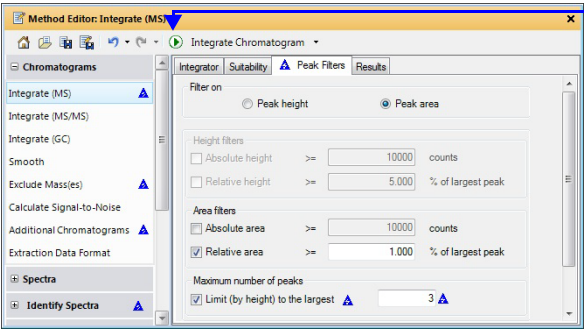 Method Editor: Integrate (MS)
Integrate Chromatogram
Chromatograms
Integrate (MS)
Integrate (MS/MS)
Integrate (GC)
Smooth
Exclude Mass(es)
Calculate Signal-to-Noise
Additional Chromatograms
Extraction Data Format
Spectra
Identify Spectra
Integrator Suitability Peak Filters Results
Filter on
Peak height Peak area
Height filters
Absolute height >= 10000 counts
Relative height >= 5.000 % of largest peak
Area filters
Absolute area >= 10000 counts
Relative area >= 1.000 % of largest peak
Maximum number of peaks
Limit (by height) to the largest 3